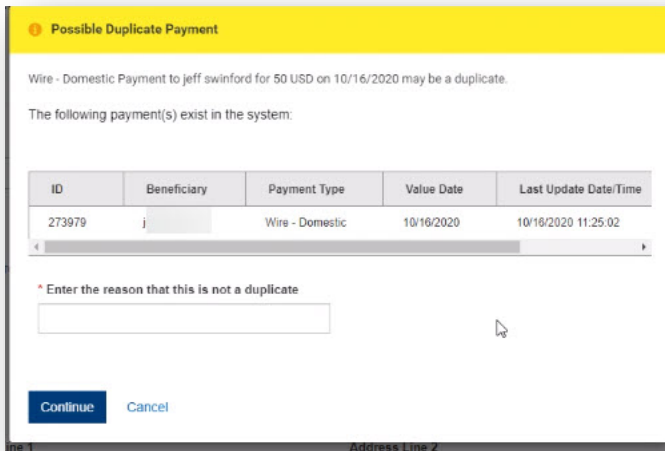 Possible Duplicate Payment
Wire - Domestic Payment to jeff swinford for 50 USD on 10/16/2020 may be a duplicate.
The following payment(s) exist in the system:
ID Beneficiary Payment Type Value Date Last Update Date/Time
273979 j Wire - Domestic 10/16/2020 10/16/2020 11:25:02
* Enter the reason that this is not a duplicate
Continue Cancel
Address Line 2